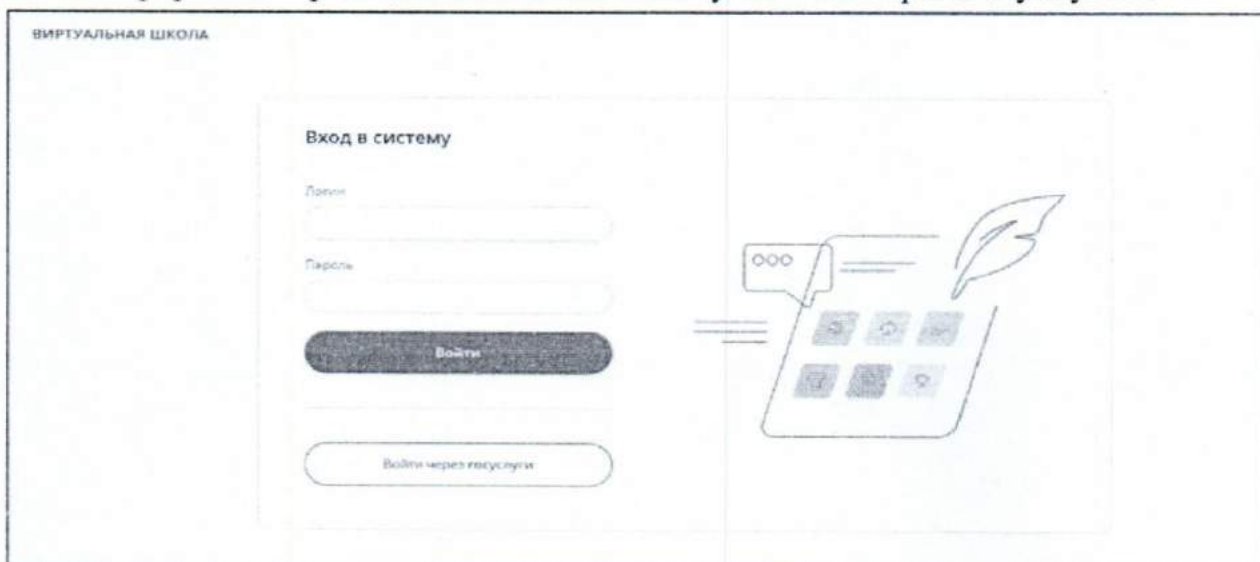 ВИРТУАЛЬНАЯ ШКОЛА
Вход в систему
Логин
Пароль
Войти
Войти через госуслуги